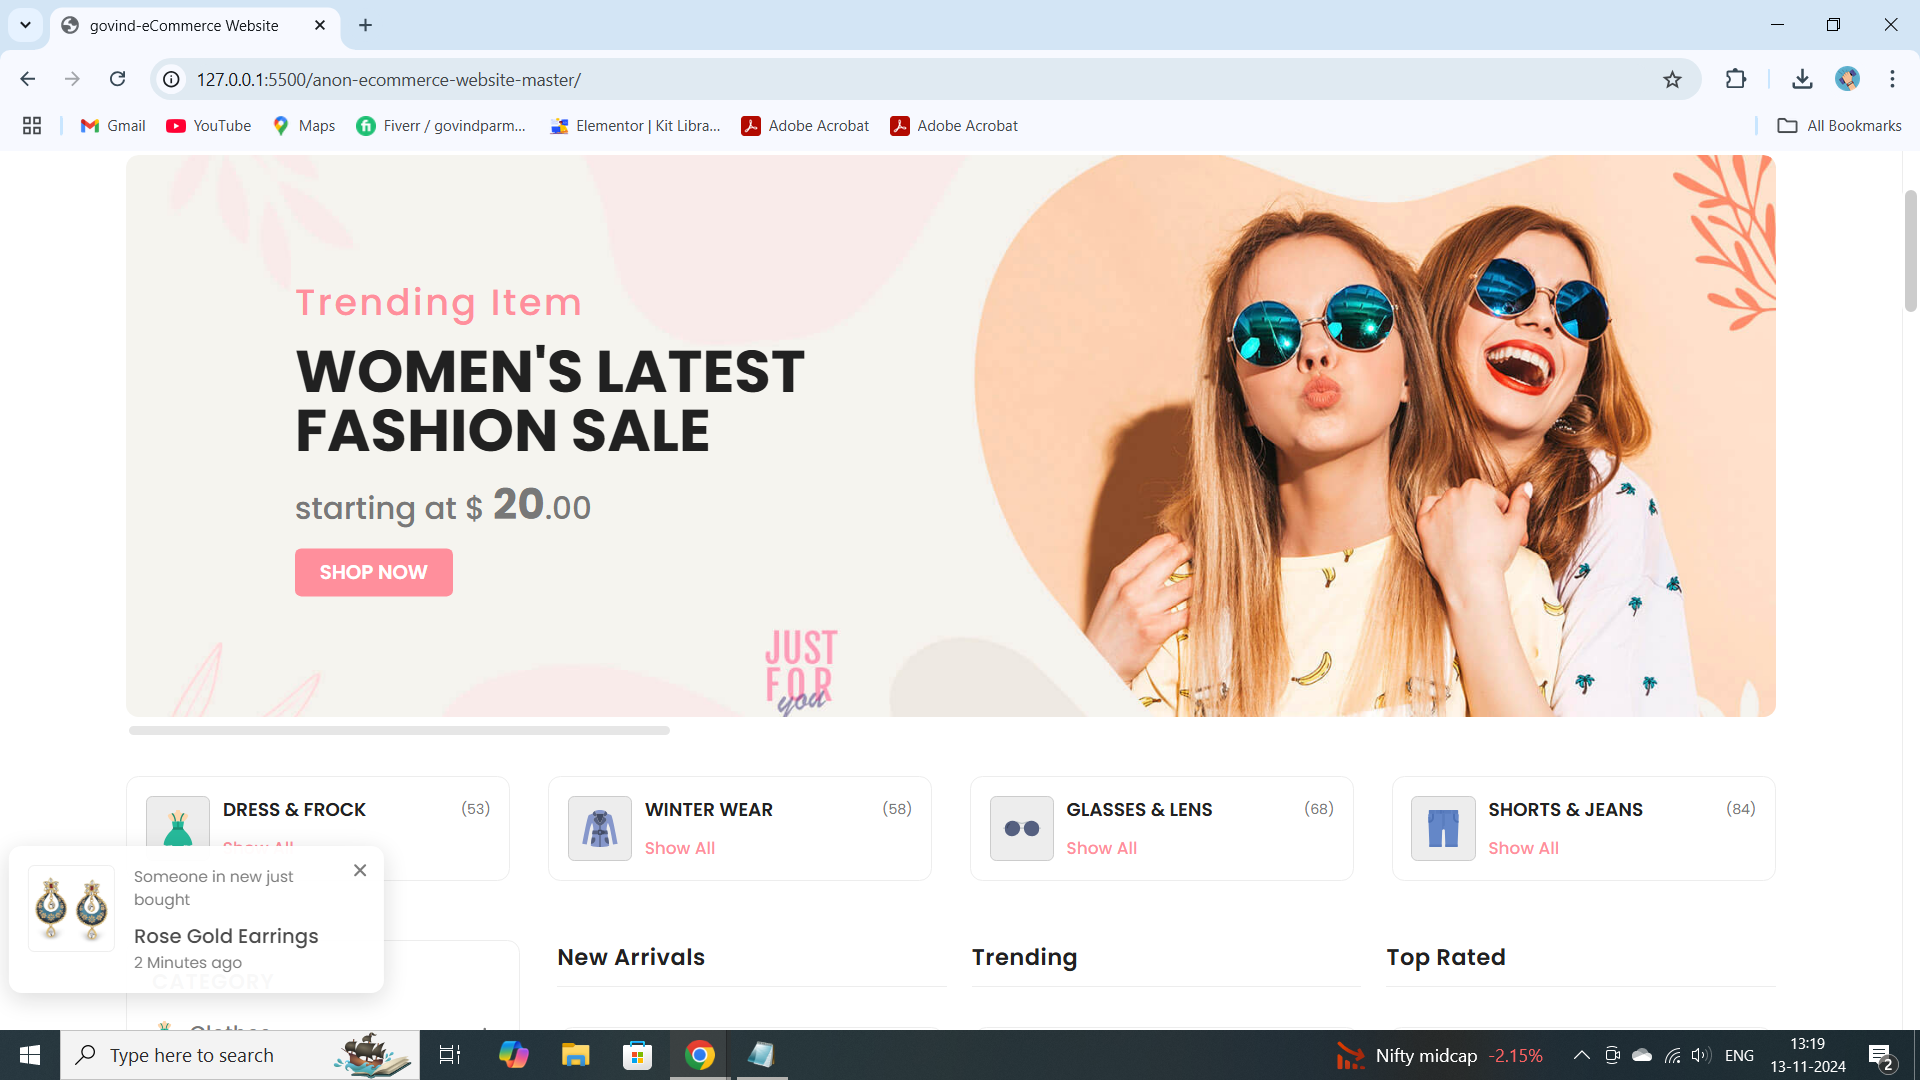 govind-eCommerce Website
127.0.0.1:5500/anon-ecommerce-website-master/
Gmail
YouTube
Maps
Fiverr / govindparm...
Elementor | Kit Libra...
Adobe Acrobat
Adobe Acrobat
All Bookmarks
Trending Item
WOMEN'S LATEST
FASHION SALE
starting at $ 20.00
SHOP NOW
JUST
FOR
you
DRESS & FROCK
(53)
Show All
WINTER WEAR
(58)
Show All
GLASSES & LENS
(68)
Show All
SHORTS & JEANS
(84)
Show All
Someone in new just
bought
Rose Gold Earrings
2 Minutes ago
CATEGORY
Clothes
New Arrivals
Trending
Top Rated
Type here to search
Nifty midcap -2.15%
ENG
13:19
13-11-2024
2